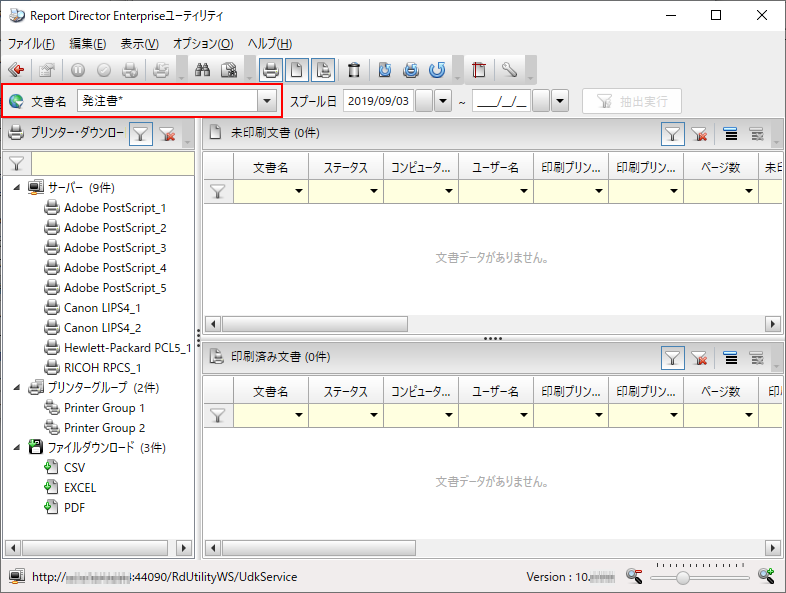 Report Director Enterpriseユーティリティ
ファイル(F) 編集(E) 表示(V) オプション(O) ヘルプ(H)
文書名 発注書* スプール日 2019/09/03 ~ ___/__/__ 抽出実行
プリンター・ダウンロー
未印刷文書 (0件)
文書名 ステータス コンピュータ... ユーザー名 印刷プリン... 印刷プリン... ページ数
文書データがありません。
サーバー (9件)
Adobe PostScript_1
Adobe PostScript_2
Adobe PostScript_3
Adobe PostScript_4
Adobe PostScript_5
Canon LIPS4_1
Canon LIPS4_2
Hewlett-Packard PCL5_1
RICOH RPCS_1
プリンターグループ (2件)
Printer Group 1
Printer Group 2
ファイルダウンロード (3件)
CSV
EXCEL
PDF
印刷済み文書 (0件)
文書名 ステータス コンピュータ... ユーザー名 印刷プリン... 印刷プリン... ページ数
文書データがありません。
http:// :44090/RdUtilityWS/UdkService
Version : 10.